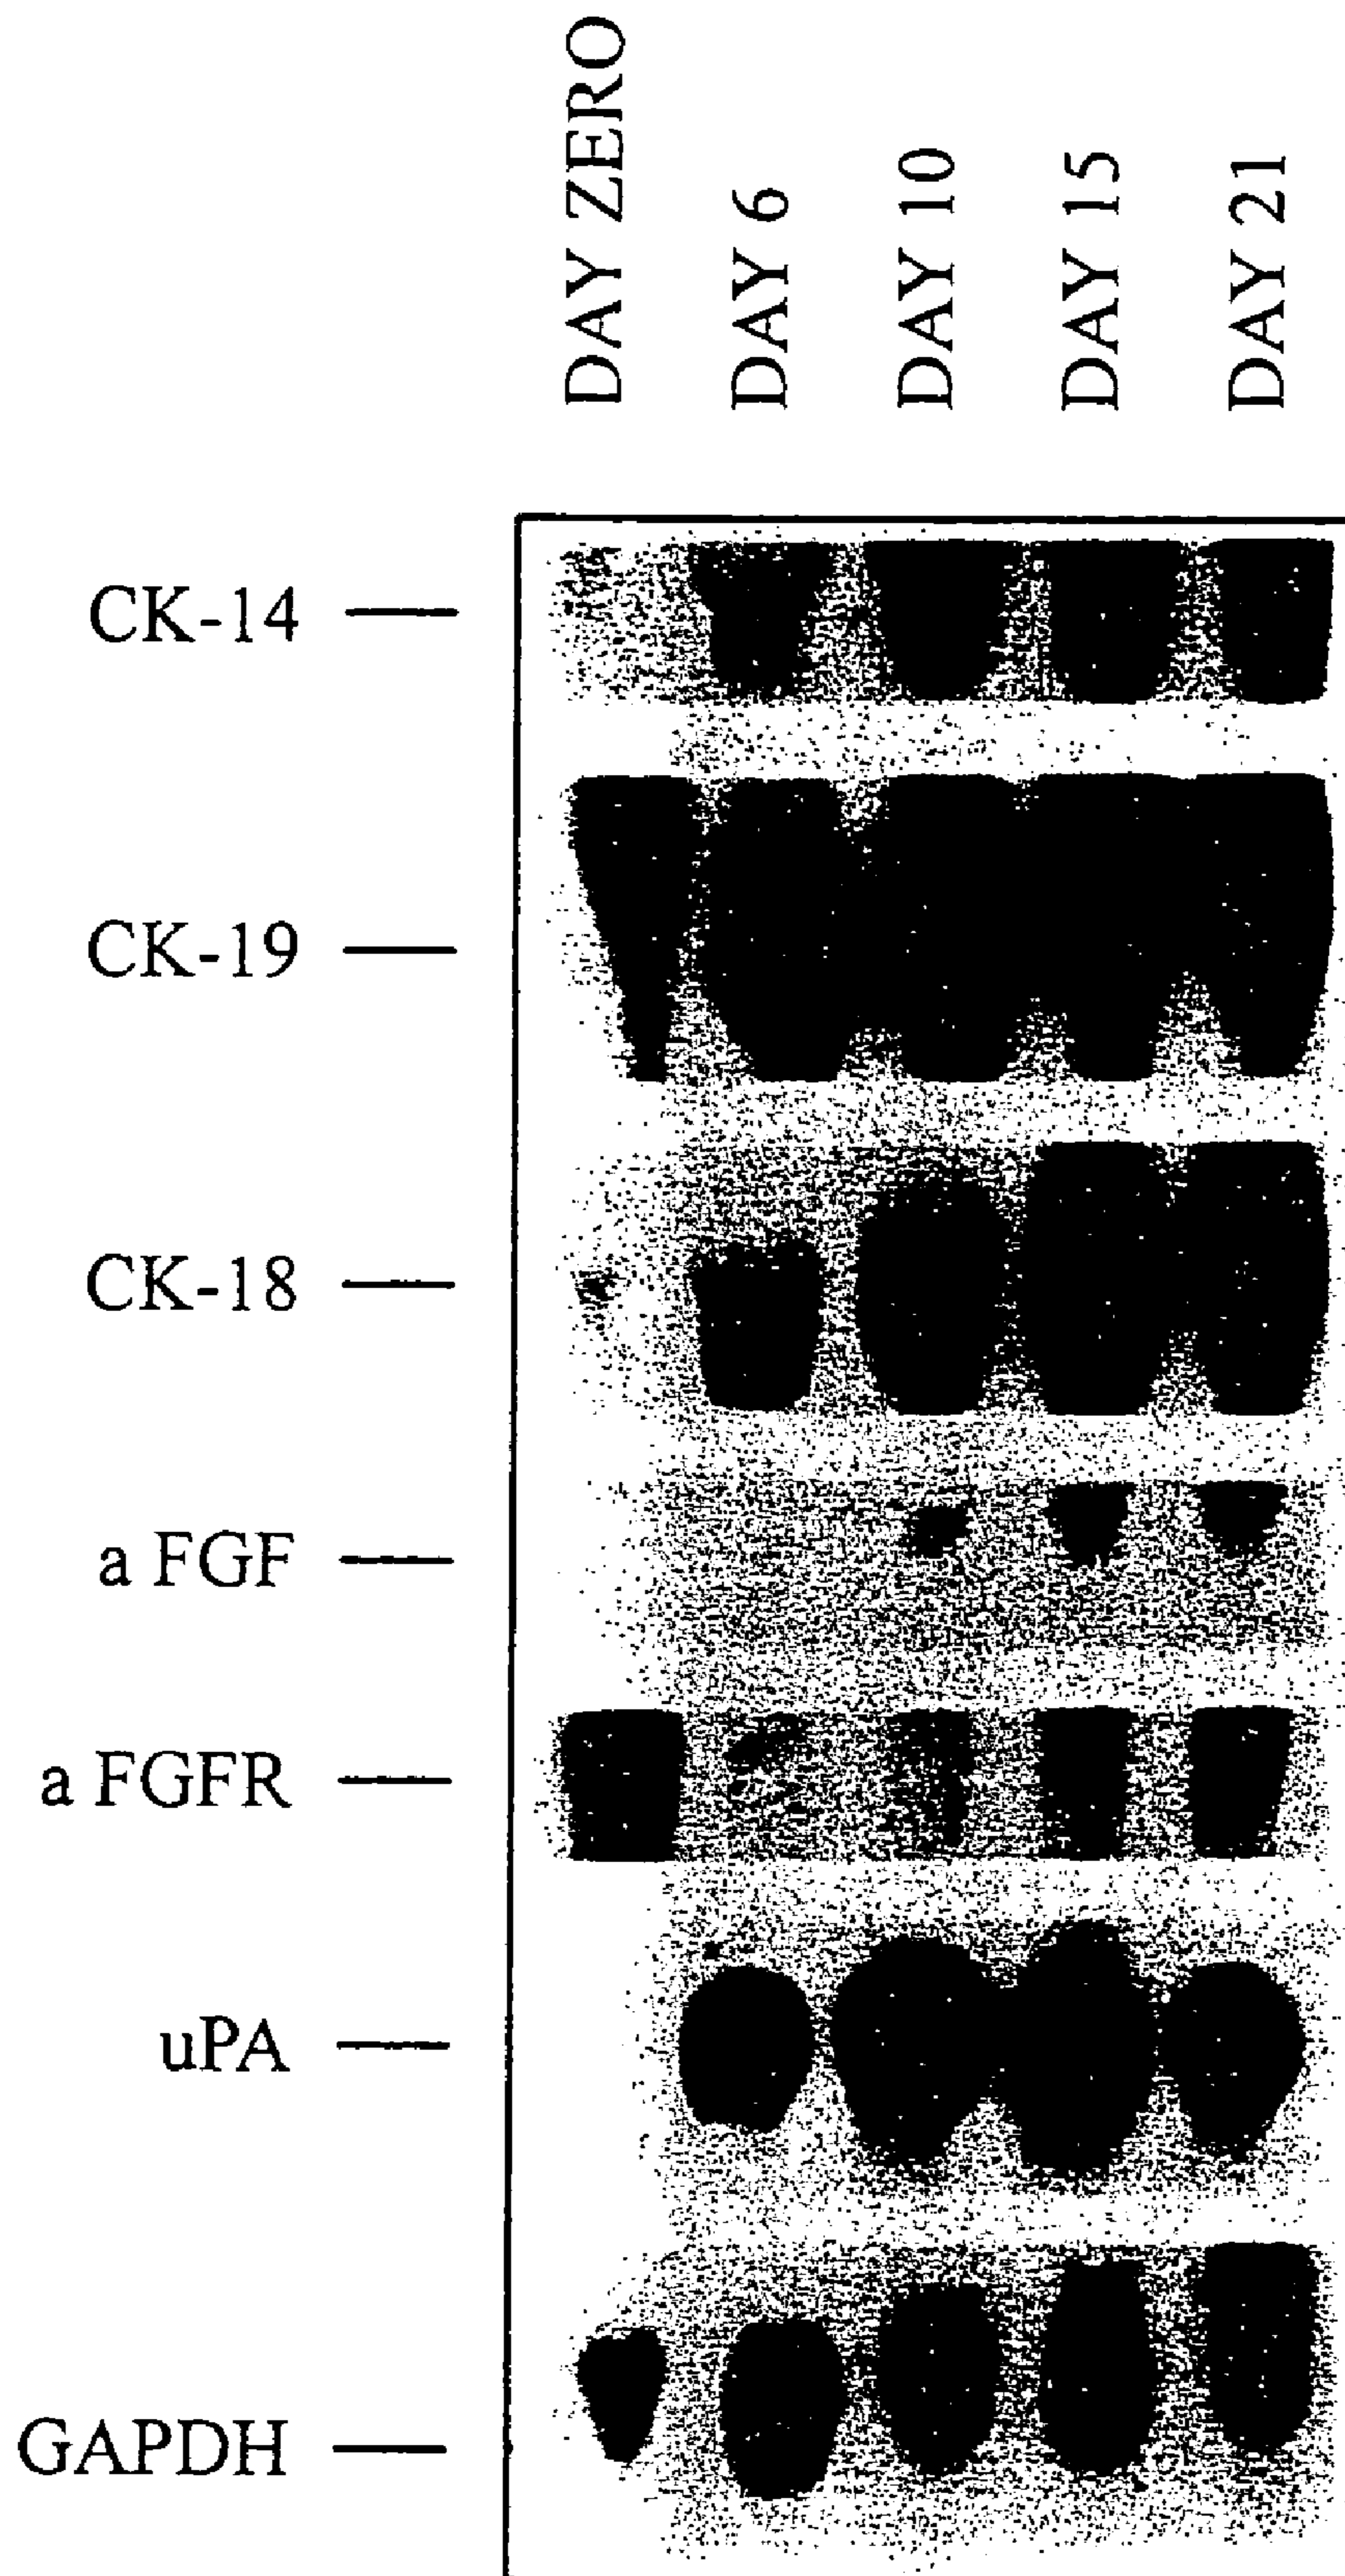 DAY ZERO
DAY 6
DAY 10
DAY 15
DAY 21
CK-14
CK-19
CK-18
a FGF
a FGFR
uPA
GAPDH